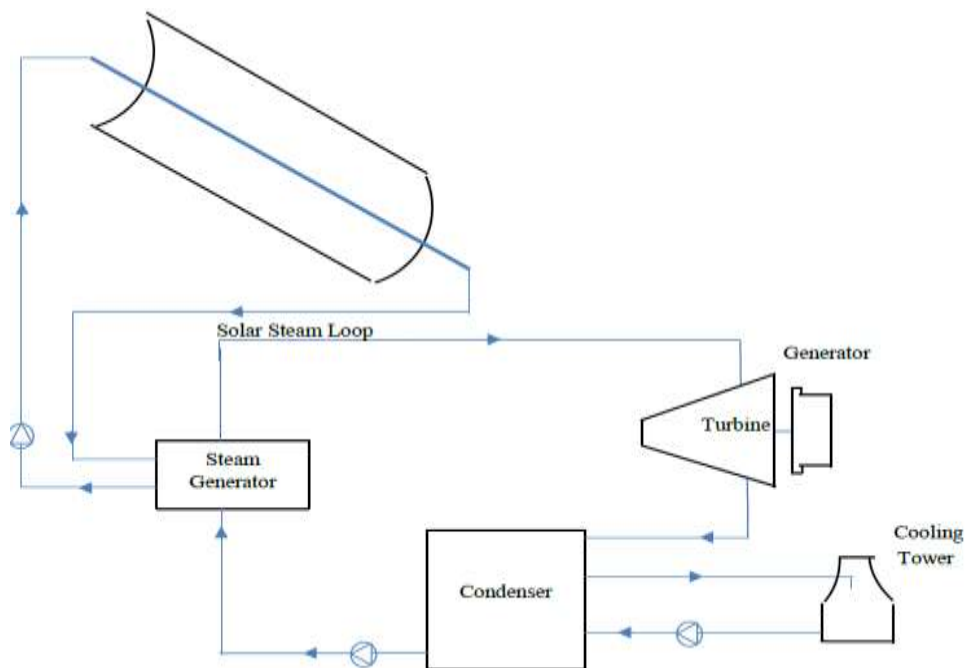 Solar Steam Loop
Generator
Turbine
Steam
Generator
Cooling
Tower
Condenser